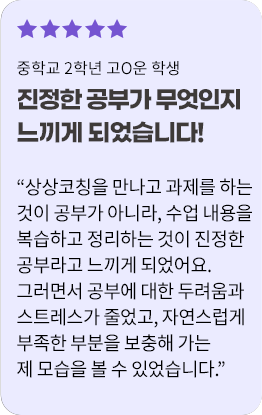 중학교 2학년 고O운 학생
진정한 공부가 무엇인지
느끼게 되었습니다!
“상상코칭을 만나고 과제를 하는
것이 공부가 아니라, 수업 내용을
복습하고 정리하는 것이 진정한
공부라고 느끼게 되었어요.
그러면서 공부에 대한 두려움과
스트레스가 줄었고, 자연스럽게
부족한 부분을 보충해 가는
제 모습을 볼 수 있었습니다.”